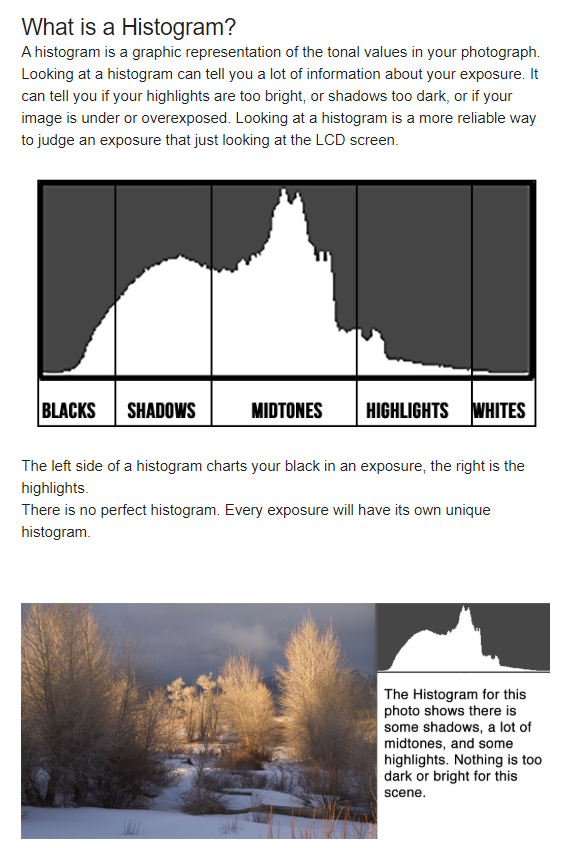 What is a Histogram?
A histogram is a graphic representation of the tonal values in your photograph.
Looking at a histogram can tell you a lot of information about your exposure. It
can tell you if your highlights are too bright, or shadows too dark, or if your
image is under or overexposed. Looking at a histogram is a more reliable way
to judge an exposure that just looking at the LCD screen.
BLACKS SHADOWS MIDTONES HIGHLIGHTS WHITES
The left side of a histogram charts your black in an exposure, the right is the
highlights.
There is no perfect histogram. Every exposure will have its own unique
histogram.
The Histogram for this
photo shows there is
some shadows, a lot of
midtones, and some
highlights. Nothing is too
dark or bright for this
scene.